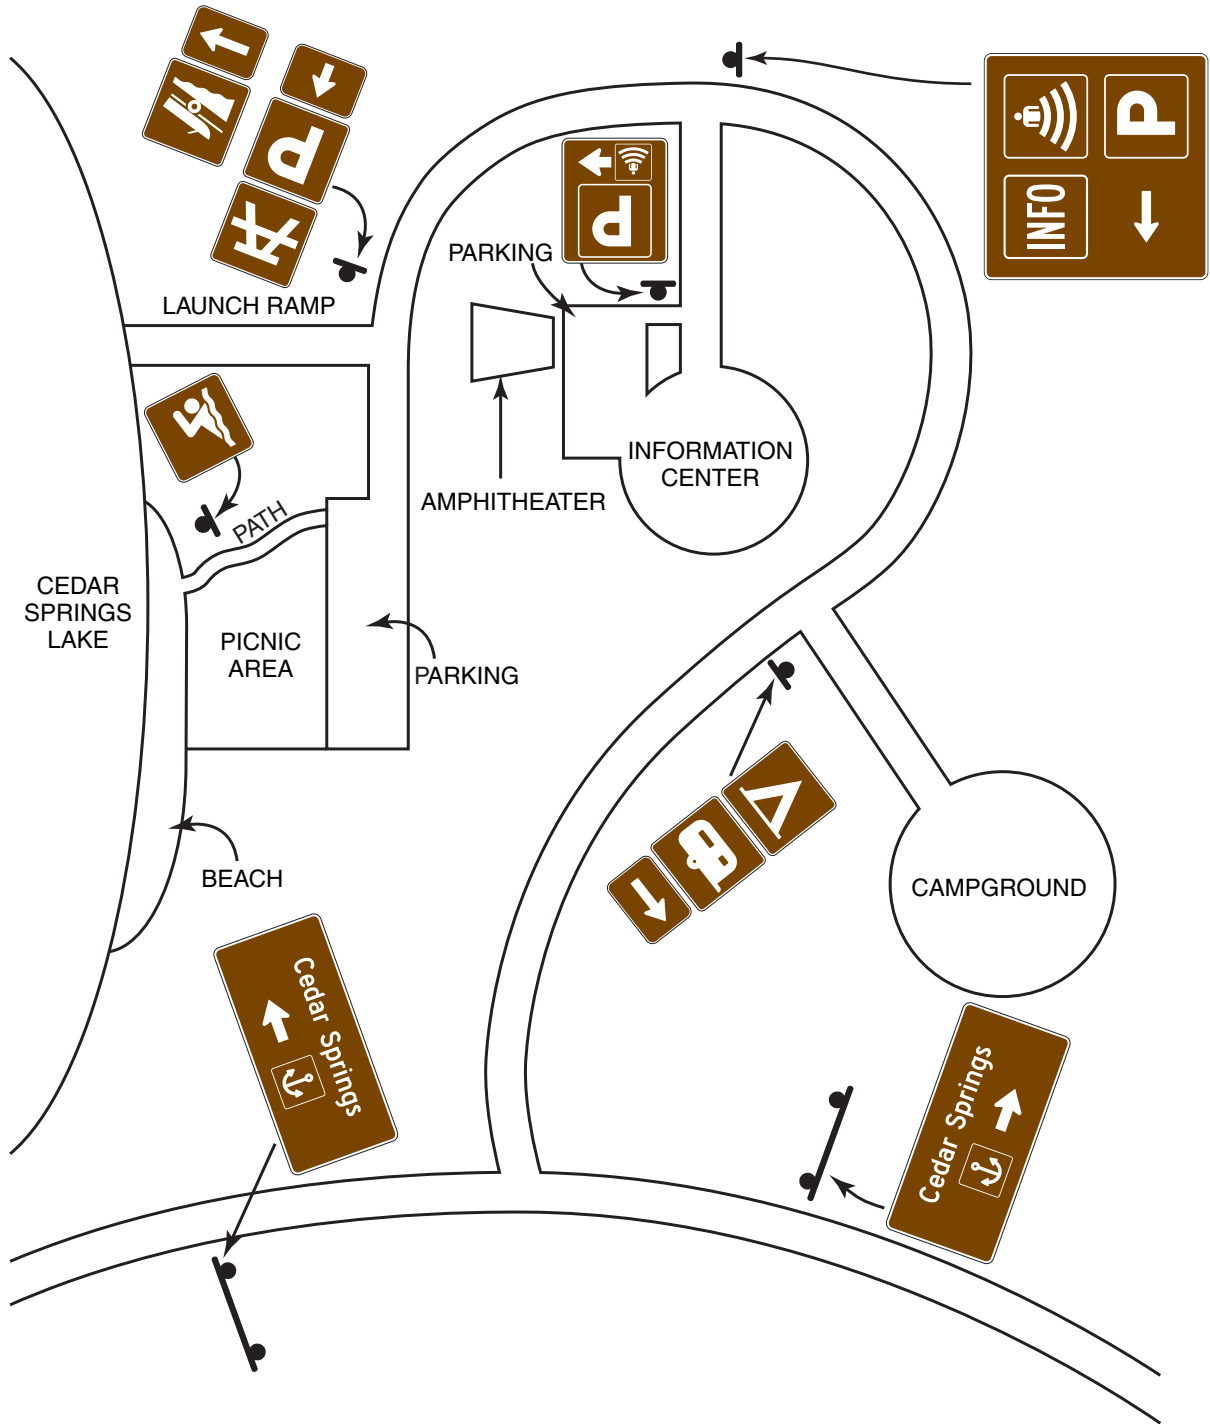 P
INFO
P
P
PARKING
LAUNCH RAMP
INFORMATION
CENTER
AMPHITHEATER
PATH
CEDAR
SPRINGS
LAKE
PICNIC
AREA
PARKING
BEACH
CAMPGROUND
Cedar Springs
Cedar Springs